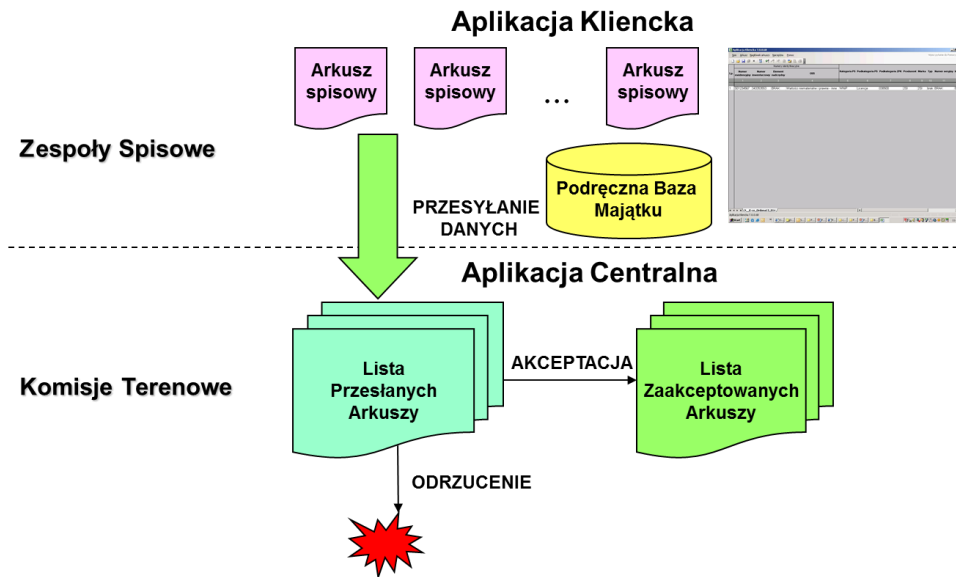 Aplikacja Kliencka
Arkusz
spisowy
Arkusz
spisowy
...
Arkusz
spisowy
Zespoły Spisowe
Podręczna Baza
Majątku
PRZESYŁANIE
DANYCH
Aplikacja Centralna
Komisje Terenowe
Lista
Przesłanych
Arkuszy
AKCEPTACJA
Lista
Zaakceptowanych
Arkuszy
ODRZUCENIE